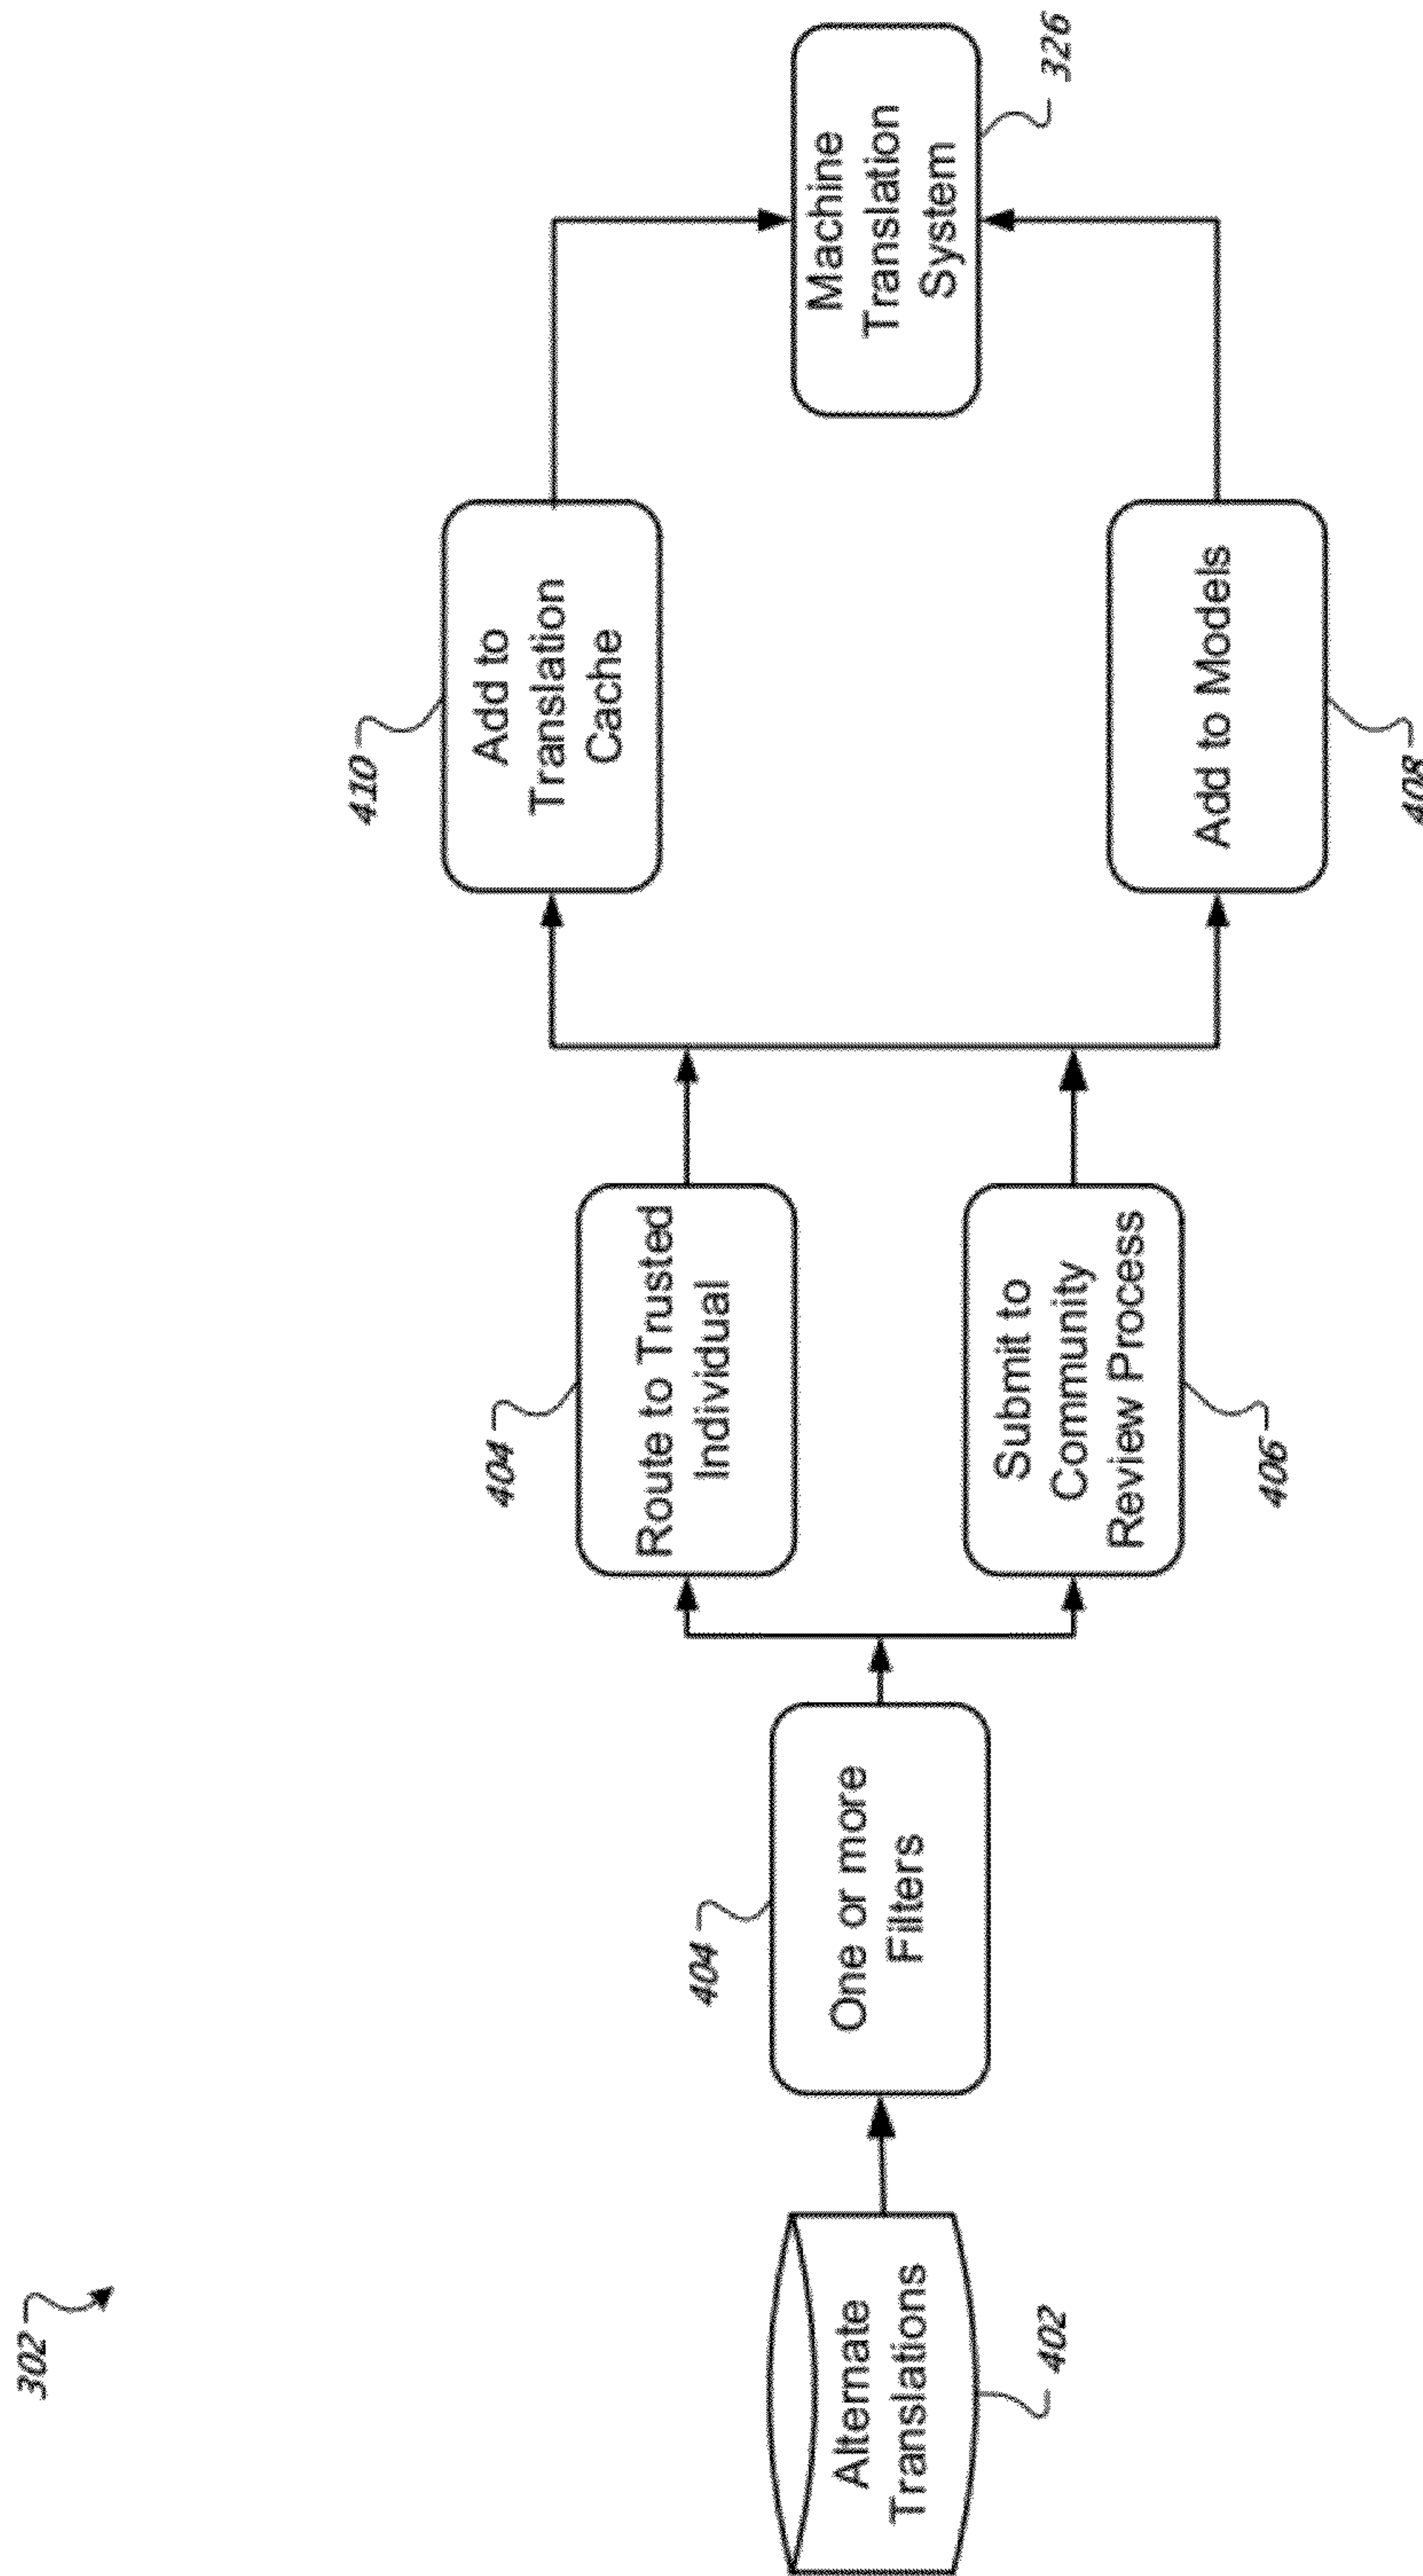 302
Alternate
Translations
402
404
One or more
Filters
404
Route to Trusted
Individual
Submit to
Community
Review Process
406
410
Add to
Translation
Cache
Add to Models
408
Machine
Translation
System
326